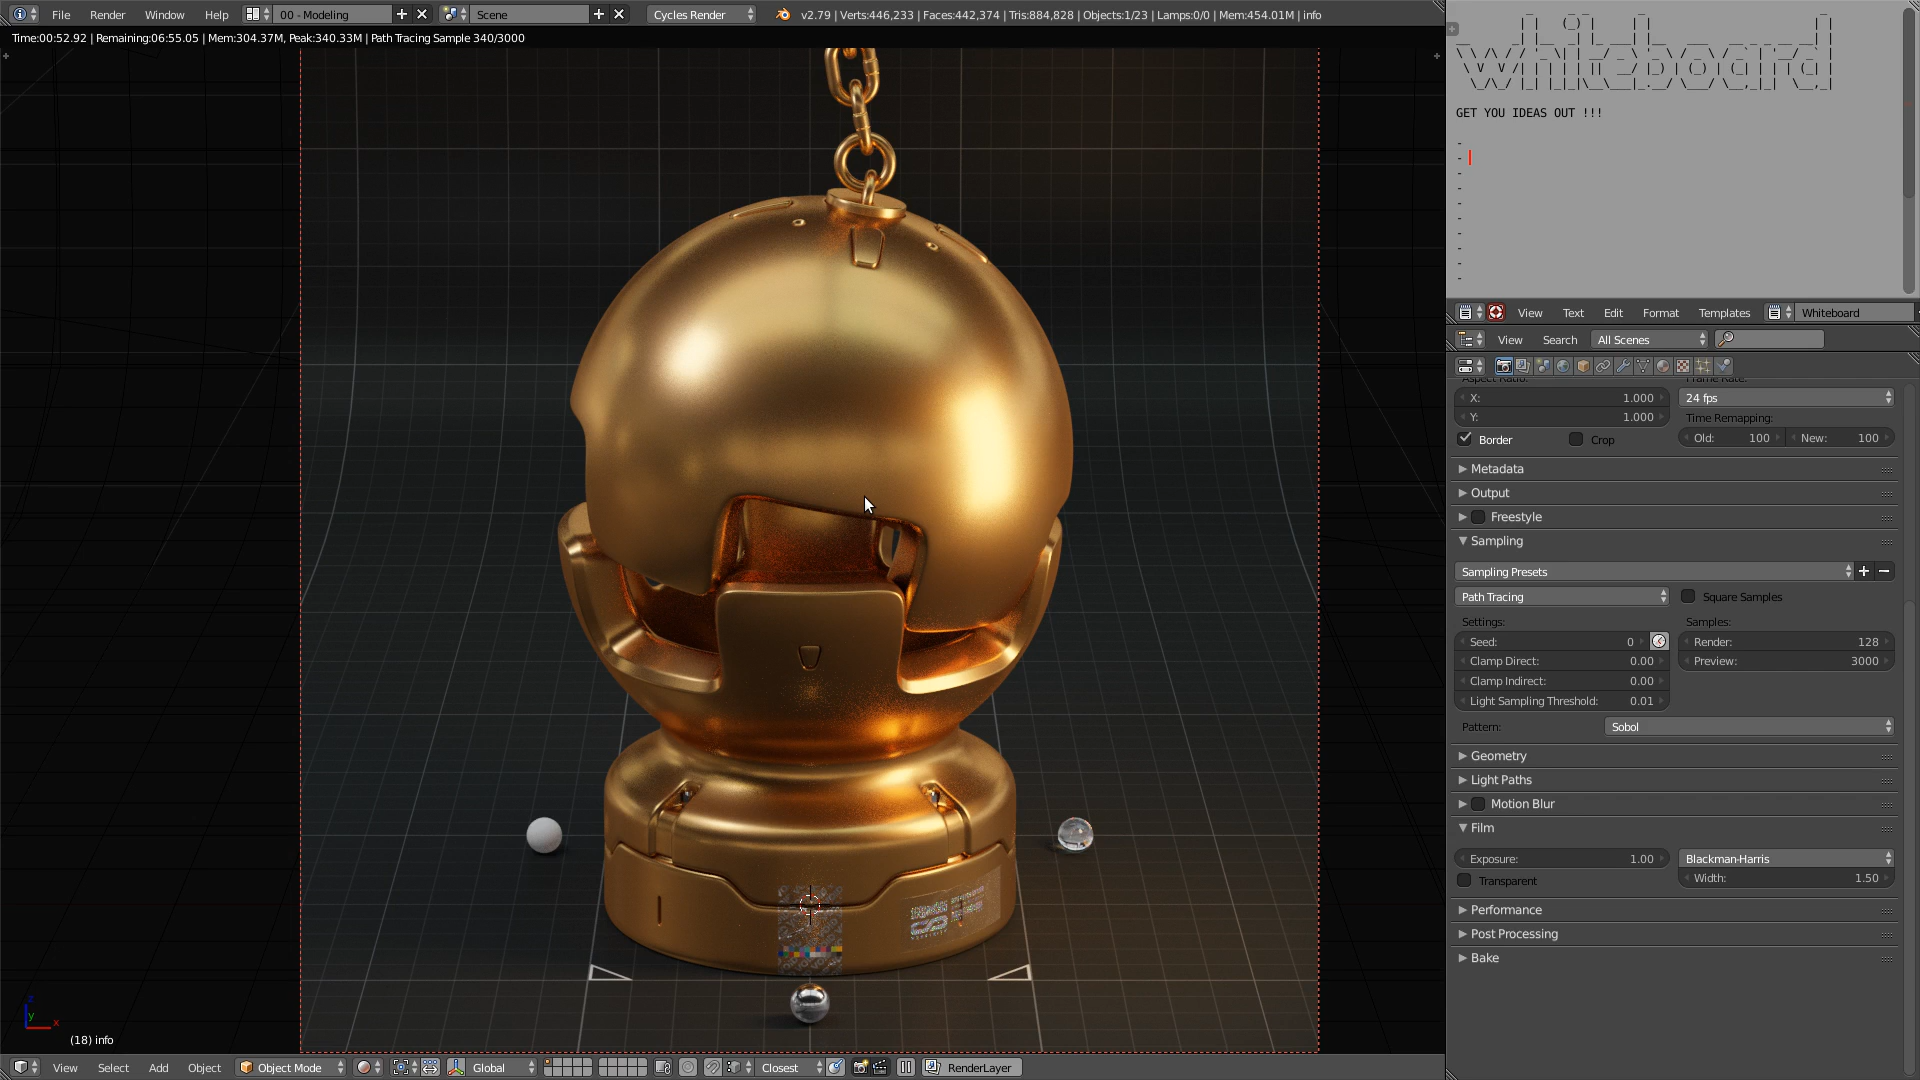 File Render Window Help 00 - Modeling Scene Cycles Render v2.79 | Verts:446,233 | Faces:442,374 | Tris:884,828 | Objects:1/23 | Lamps:0/0 | Mem:454.01M | info
Time:00:52.92 | Remaining:06:55.05 | Mem:304.37M, Peak:340.33M | Path Tracing Sample 340/3000
whiteboard
GET YOU IDEAS OUT !!!
-
-
-
-
-
-
-
-
-
-
View Text Edit Format Templates Whiteboard
View Search All Scenes
Aspect Ratio: Frame Rate:
X: 1.000 24 fps
Y: 1.000 Time Remapping:
Border Crop Old: 100 New: 100
Metadata
Output
Freestyle
Sampling
Sampling Presets
Path Tracing Square Samples
Settings: Samples:
Seed: 0 Render: 128
Clamp Direct: 0.00 Preview: 3000
Clamp Indirect: 0.00
Light Sampling Threshold: 0.01
Pattern: Sobol
Geometry
Light Paths
Motion Blur
Film
Exposure: 1.00 Blackman-Harris
Transparent Width: 1.50
Performance
Post Processing
Bake
z
y
x
(18) info
View Select Add Object Object Mode Global Closest RenderLayer